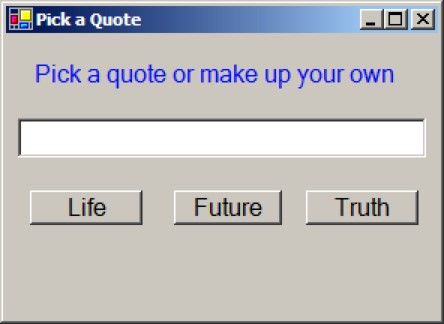 Pick a Quote
Pick a quote or make up your own
Life Future Truth